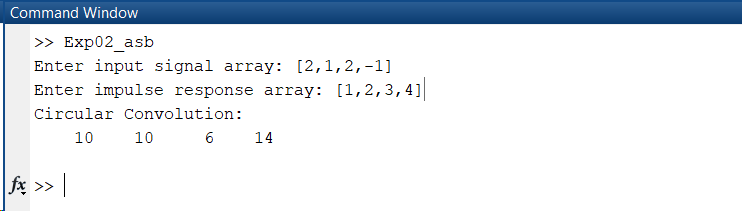 Command Window
>> Exp02_asb
Enter input signal array: [2,1,2,-1]
Enter impulse response array: [1,2,3,4]
Circular Convolution:
10 10 6 14
fx >>